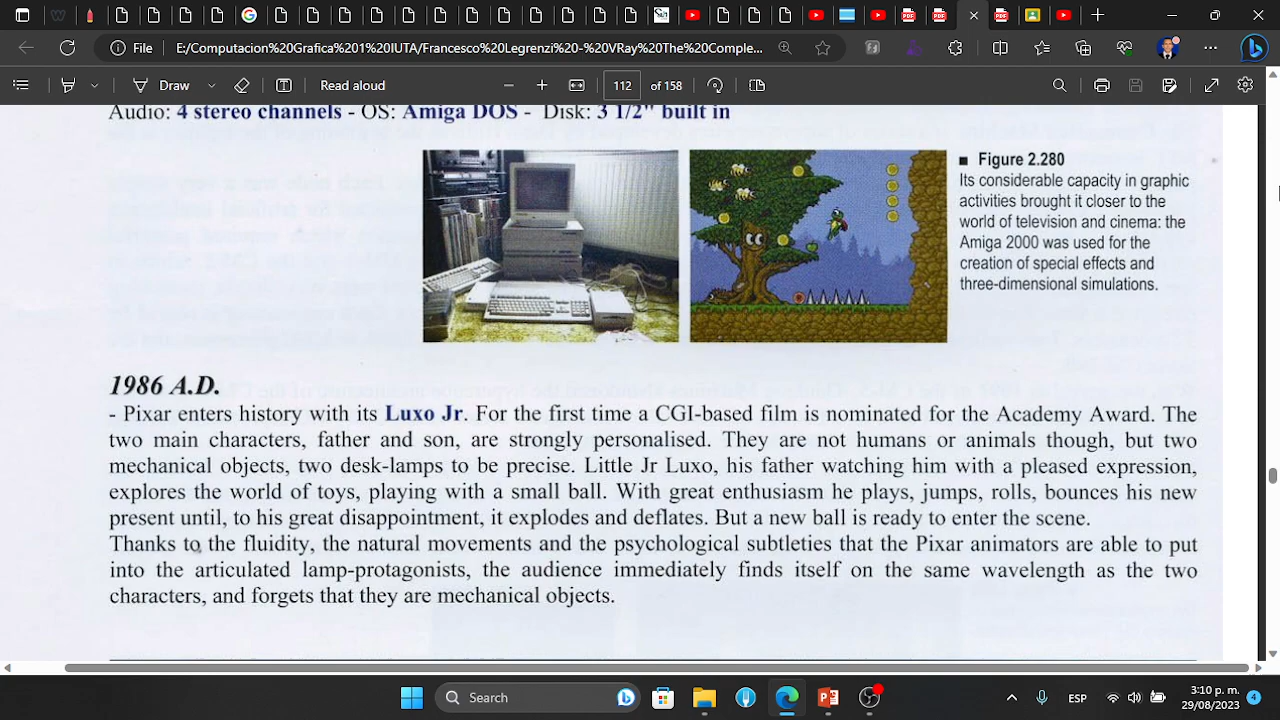 File
E:/Computacion%20Grafica%201%20IUTA/Francesco%20Legrenzi%20-%20VRay%20The%20Comple...
Draw
Read aloud
112
of 158
Audio: 4 stereo channels - OS: Amiga DOS - Disk: 3 1/2" built in
■ Figure 2.280
Its considerable capacity in graphic
activities brought it closer to the
world of television and cinema: the
Amiga 2000 was used for the
creation of special effects and
three-dimensional simulations.
1986 A.D.
- Pixar enters history with its Luxo Jr. For the first time a CGI-based film is nominated for the Academy Award. The
two main characters, father and son, are strongly personalised. They are not humans or animals though, but two
mechanical objects, two desk-lamps to be precise. Little Jr Luxo, his father watching him with a pleased expression,
explores the world of toys, playing with a small ball. With great enthusiasm he plays, jumps, rolls, bounces his new
present until, to his great disappointment, it explodes and deflates. But a new ball is ready to enter the scene.
Thanks to the fluidity, the natural movements and the psychological subtleties that the Pixar animators are able to put
into the articulated lamp-protagonists, the audience immediately finds itself on the same wavelength as the two
characters, and forgets that they are mechanical objects.
Search
ESP
3:10 p. m.
29/08/2023
4